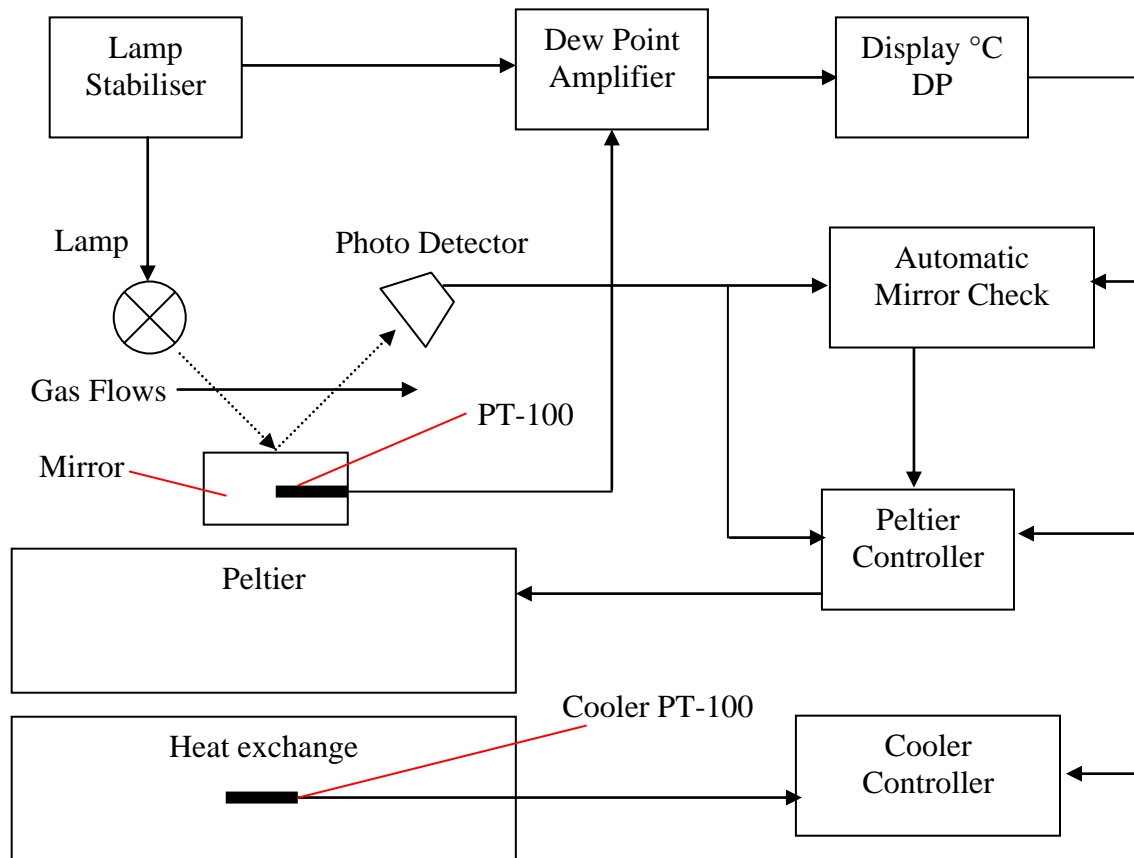 Lamp
Stabiliser
Dew Point
Amplifier
Display °C
DP
Lamp
Photo Detector
Automatic
Mirror Check
Gas Flows
PT-100
Mirror
Peltier
Controller
Peltier
Cooler PT-100
Heat exchange
Cooler
Controller